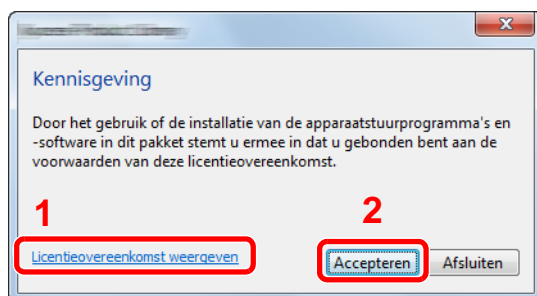 Kennisgeving
Door het gebruik of de installatie van de apparaatstuurprogramma's en
-software in dit pakket stemt u ermee in dat u gebonden bent aan de
voorwaarden van deze licentieovereenkomst.
1
2
Licentieovereenkomst weergeven
Accepteren Afsluiten